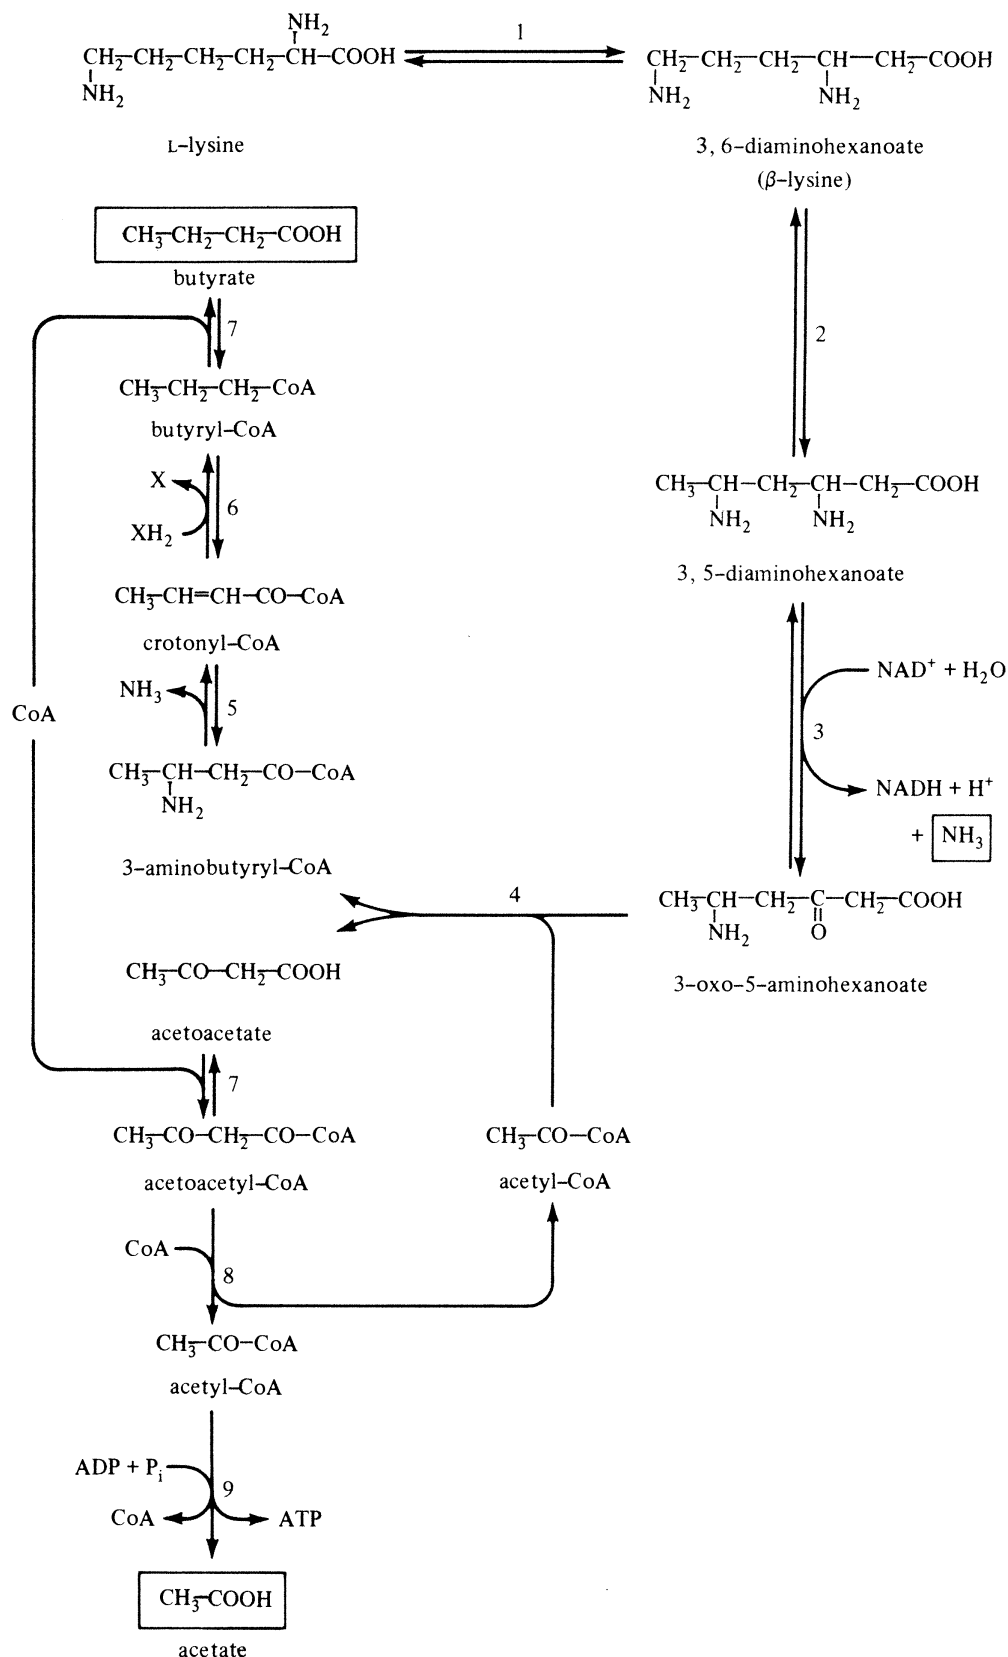 NH2
CH2–CH2–CH2–CH2–CH–COOH
NH2
L-lysine
1
CH2–CH2–CH2–CH–CH2–COOH
NH2 NH2
3, 6-diaminohexanoate
(β-lysine)
CH3–CH2–CH2–COOH
butyrate
7
2
CH3–CH2–CH2–CoA
butyryl-CoA
X
XH2
6
CH3–CH–CH2–CH–CH2–COOH
NH2 NH2
3, 5-diaminohexanoate
CH3–CH=CH–CO–CoA
crotonyl-CoA
NH3
5
CoA
NAD+ + H2O
3
NADH + H+
+ NH3
CH3–CH–CH2–CO–CoA
NH2
3-aminobutyryl-CoA
4
CH3–CH–CH2–C–CH2–COOH
NH2 O
3-oxo-5-aminohexanoate
CH3–CO–CH2–COOH
acetoacetate
7
CH3–CO–CH2–CO–CoA
acetoacetyl-CoA
CH3–CO–CoA
acetyl-CoA
CoA
8
CH3–CO–CoA
acetyl-CoA
ADP + Pi
9
CoA
ATP
CH3–COOH
acetate